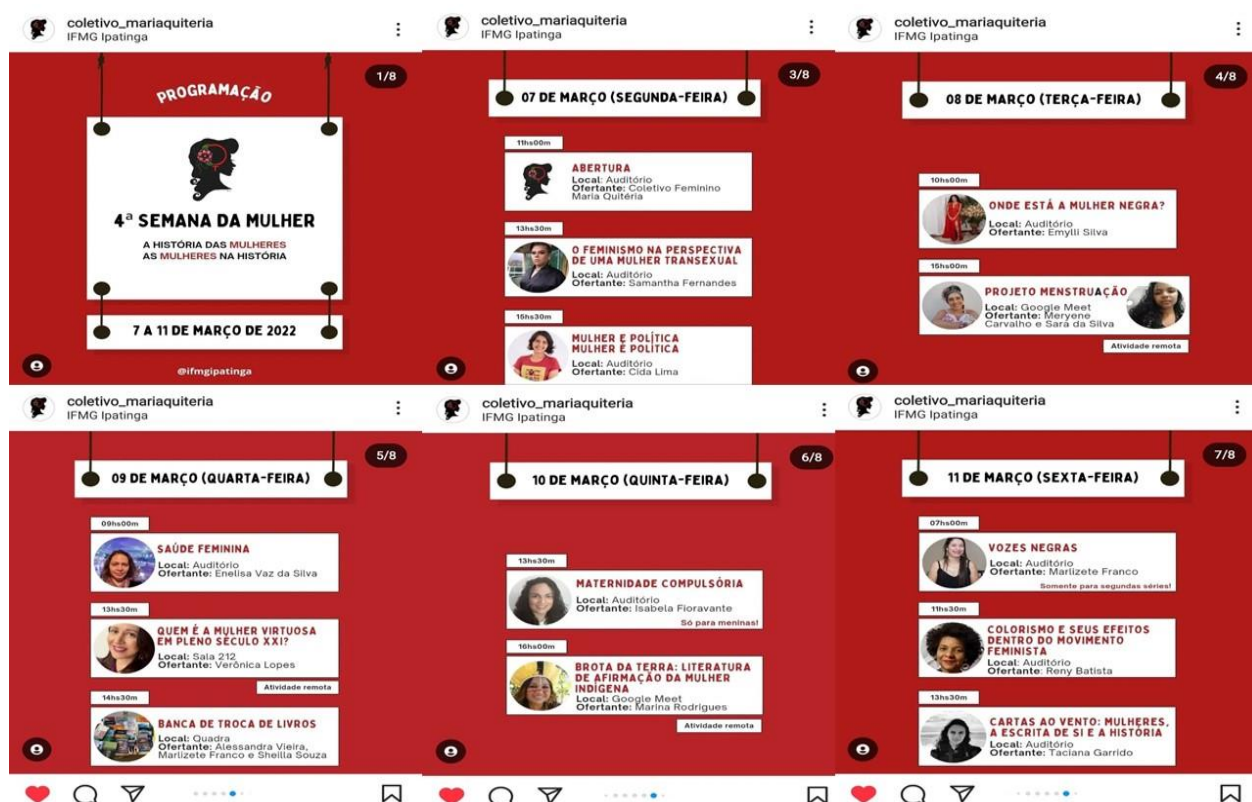 coletivo_mariaquiteria
IFMG Ipatinga
1/8
PROGRAMAÇÃO
4ª SEMANA DA MULHER
A HISTÓRIA DAS MULHERES
AS MULHERES NA HISTÓRIA
7 A 11 DE MARÇO DE 2022
@ifmgipatinga
coletivo_mariaquiteria
IFMG Ipatinga
3/8
07 DE MARÇO (SEGUNDA-FEIRA)
11hs00m
ABERTURA
Local: Auditório
Ofertante: Coletivo Feminino
Maria Quitéria
13hs30m
O FEMINISMO NA PERSPECTIVA
DE UMA MULHER TRANSEXUAL
Local: Auditório
Ofertante: Samantha Fernandes
15hs30m
MULHER E POLÍTICA
MULHER É POLÍTICA
Local: Auditório
Ofertante: Cida Lima
coletivo_mariaquiteria
IFMG Ipatinga
4/8
08 DE MARÇO (TERÇA-FEIRA)
10hs00m
ONDE ESTÁ A MULHER NEGRA?
Local: Auditório
Ofertante: Emylli Silva
15hs00m
PROJETO MENSTRUAÇÃO
Local: Google Meet
Ofertante: Meryene
Carvalho e Sara da Silva
Atividade remota
coletivo_mariaquiteria
IFMG Ipatinga
5/8
09 DE MARÇO (QUARTA-FEIRA)
09hs00m
SAÚDE FEMININA
Local: Auditório
Ofertante: Enelisa Vaz da Silva
13hs30m
QUEM É A MULHER VIRTUOSA
EM PLENO SÉCULO XXI?
Local: Sala 212
Ofertante: Verônica Lopes
Atividade remota
14hs30m
BANCA DE TROCA DE LIVROS
Local: Quadra
Ofertante: Alessandra Vieira,
Marlizete Franco e Sheilla Souza
coletivo_mariaquiteria
IFMG Ipatinga
6/8
10 DE MARÇO (QUINTA-FEIRA)
13hs30m
MATERNIDADE COMPULSÓRIA
Local: Auditório
Ofertante: Isabela Fioravante
Só para meninas!
16hs00m
BROTA DA TERRA: LITERATURA
DE AFIRMAÇÃO DA MULHER
INDÍGENA
Local: Google Meet
Ofertante: Marina Rodrigues
Atividade remota
coletivo_mariaquiteria
IFMG Ipatinga
7/8
11 DE MARÇO (SEXTA-FEIRA)
07hs00m
VOZES NEGRAS
Local: Auditório
Ofertante: Marlizete Franco
Somente para segundas séries!
11hs30m
COLORISMO E SEUS EFEITOS
DENTRO DO MOVIMENTO
FEMINISTA
Local: Auditório
Ofertante: Reny Batista
13hs30m
CARTAS AO VENTO: MULHERES,
A ESCRITA DE SI E A HISTÓRIA
Local: Auditório
Ofertante: Taciana Garrido